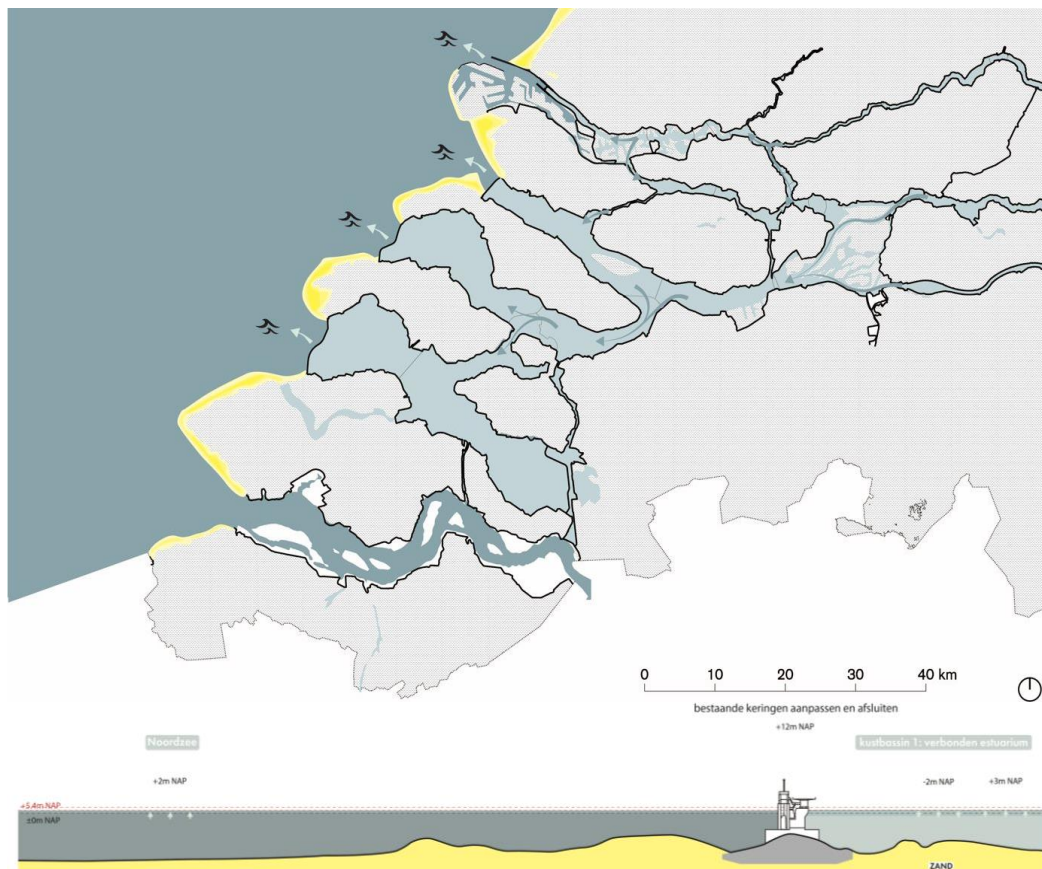 0 10 20 30 40 km
bestaande keringen aanpassen en afsluiten
+12m NAP
Noordzee
kustbassin 1: verbonden estuarium
+2m NAP
-2m NAP
+3m NAP
+5.4m NAP
±0m NAP
ZAND